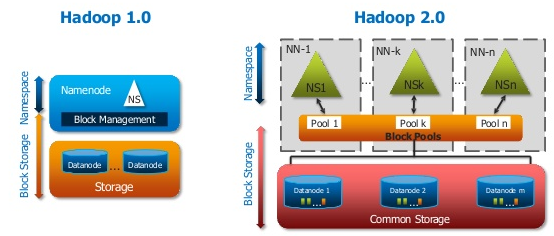 Hadoop 1.0
Namespace
Block Storage
Namenode
NS
Block Management
Datanode ... Datanode
Storage
Hadoop 2.0
Namespace
Block Storage
NN-1 NN-k NN-n
NS1 ... NSk ... NSn
Pool 1 Pool k Pool n
Block Pools
Datanode 1 Datanode 2 Datanode m
... ... ...
Common Storage